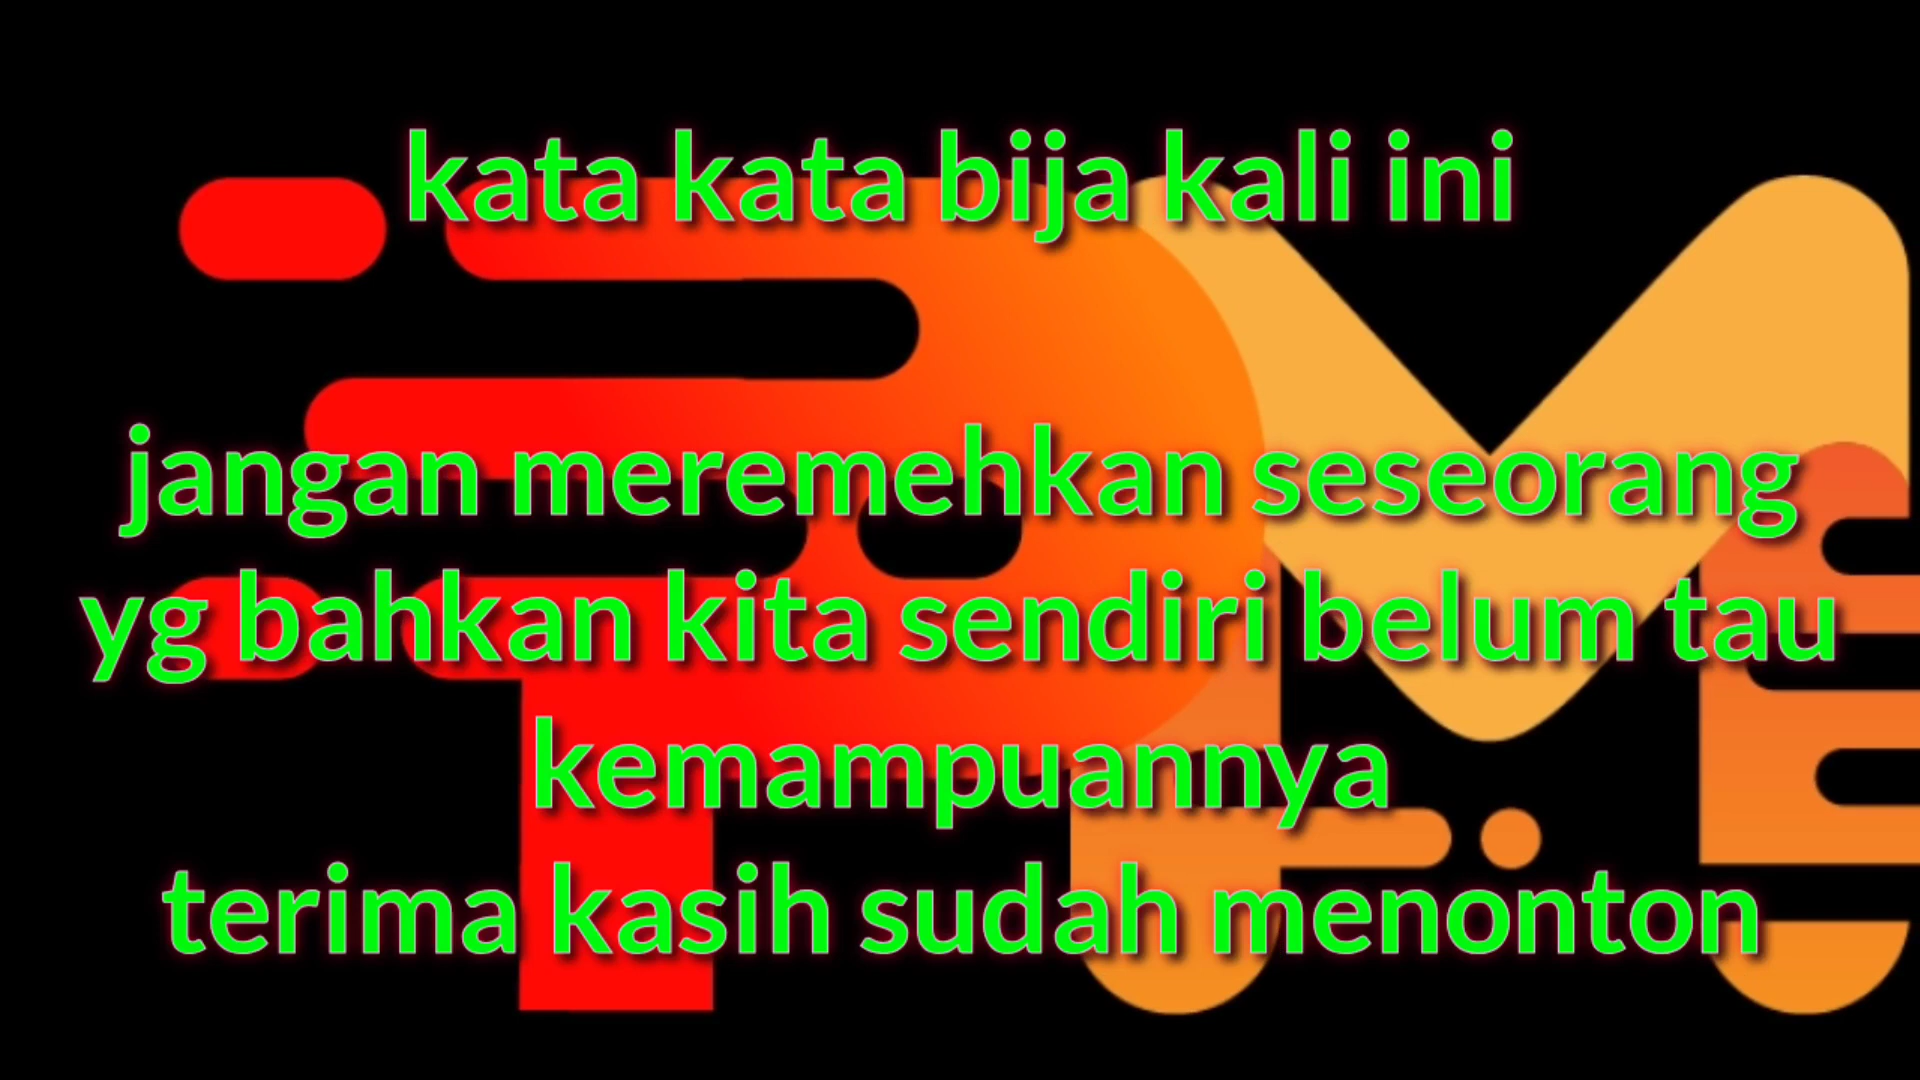 kata kata bija kali ini
jangan meremehkan seseorang
yg bahkan kita sendiri belum tau
kemampuannya
terima kasih sudah menonton